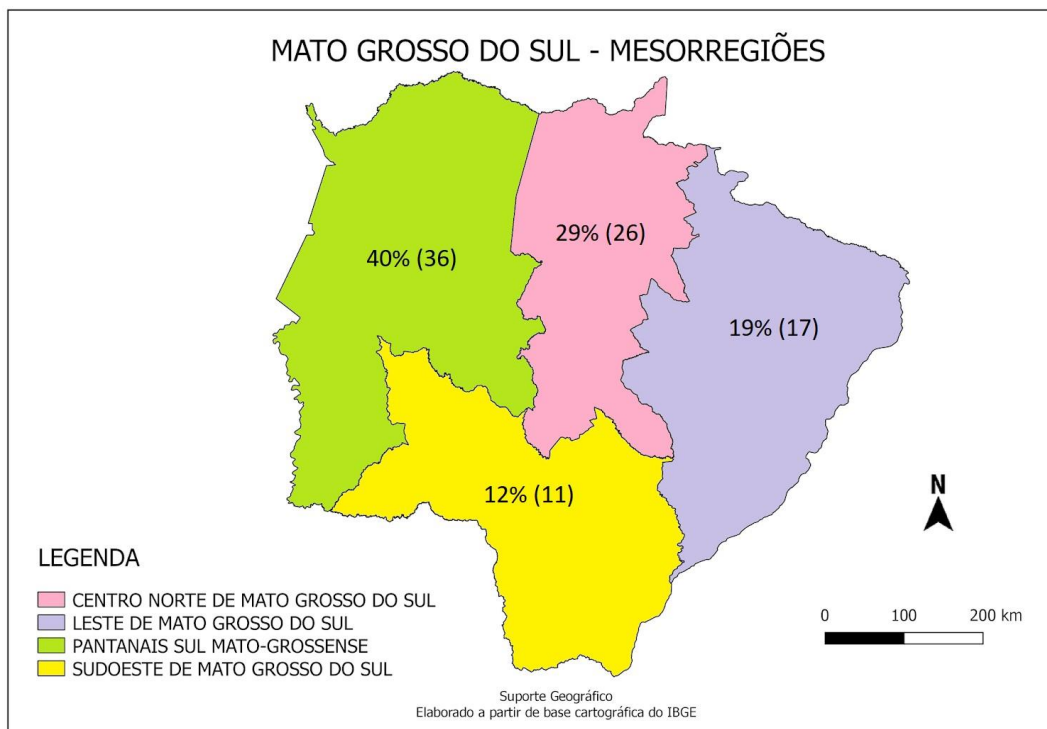 MATO GROSSO DO SUL - MESORREGIÕES
29% (26)
40% (36)
19% (17)
12% (11)
N
LEGENDA
CENTRO NORTE DE MATO GROSSO DO SUL
LESTE DE MATO GROSSO DO SUL
PANTANAIS SUL MATO-GROSSENSE
SUDOESTE DE MATO GROSSO DO SUL
0 100 200 km
Suporte Geográfico
Elaborado a partir de base cartográfica do IBGE